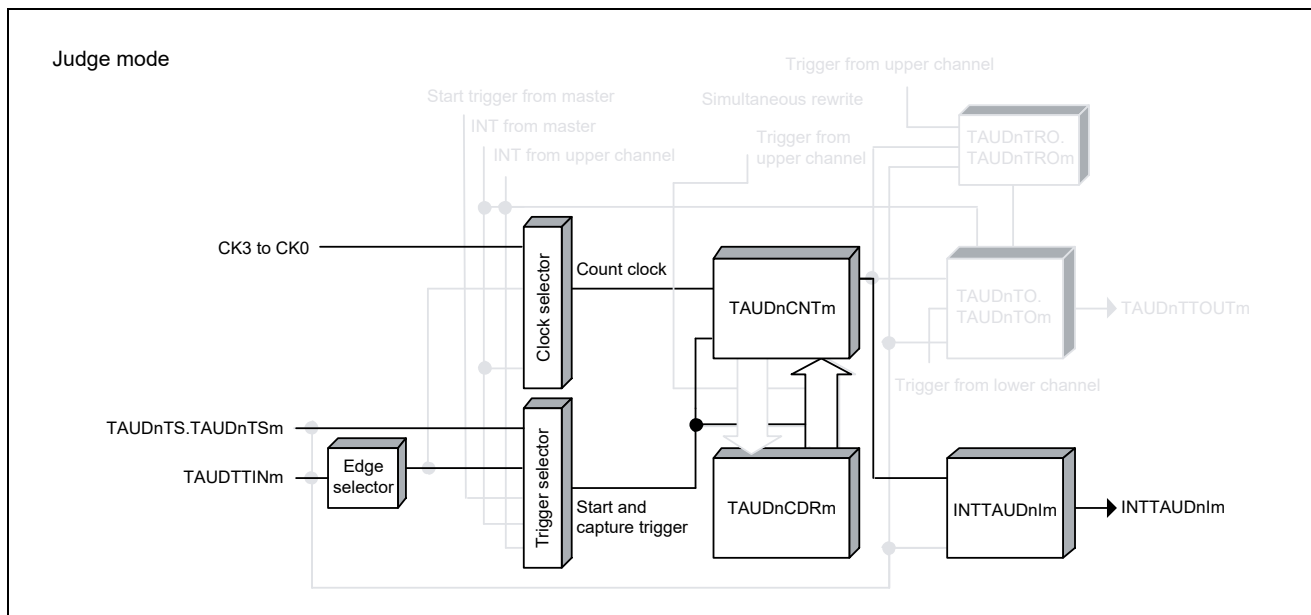 Judge mode
Trigger from upper channel
Start trigger from master
Simultaneous rewrite
INT from master
Trigger from
upper channel
INT from upper channel
TAUDnTRO.
TAUDnTROm
CK3 to CK0
Clock selector
Count clock
TAUDnCNTm
TAUDnTO.
TAUDnTOm
TAUDnTTOUTm
Trigger from lower channel
TAUDnTS.TAUDnTSm
TAUDTTINm
Edge
selector
Trigger selector
Start and
capture trigger
TAUDnCDRm
INTTAUDnIm
INTTAUDnIm